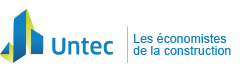 Untec
Les économistes
de la construction